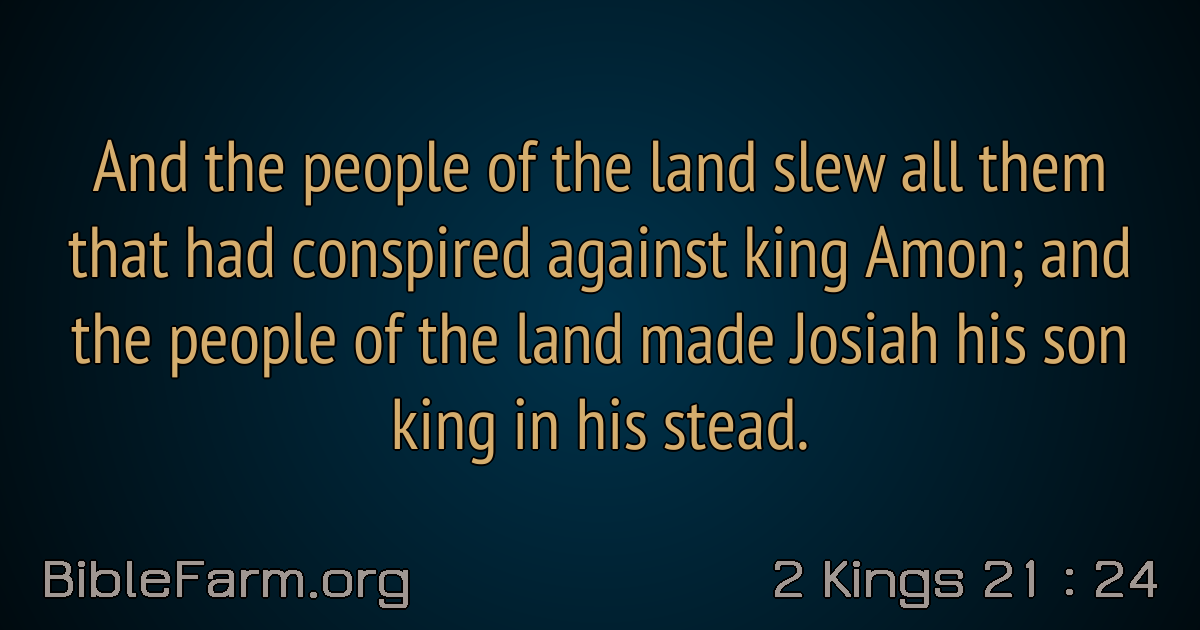 And the people of the land slew all them
that had conspired against king Amon; and
the people of the land made Josiah his son
king in his stead.
BibleFarm.org
2 Kings 21 : 24